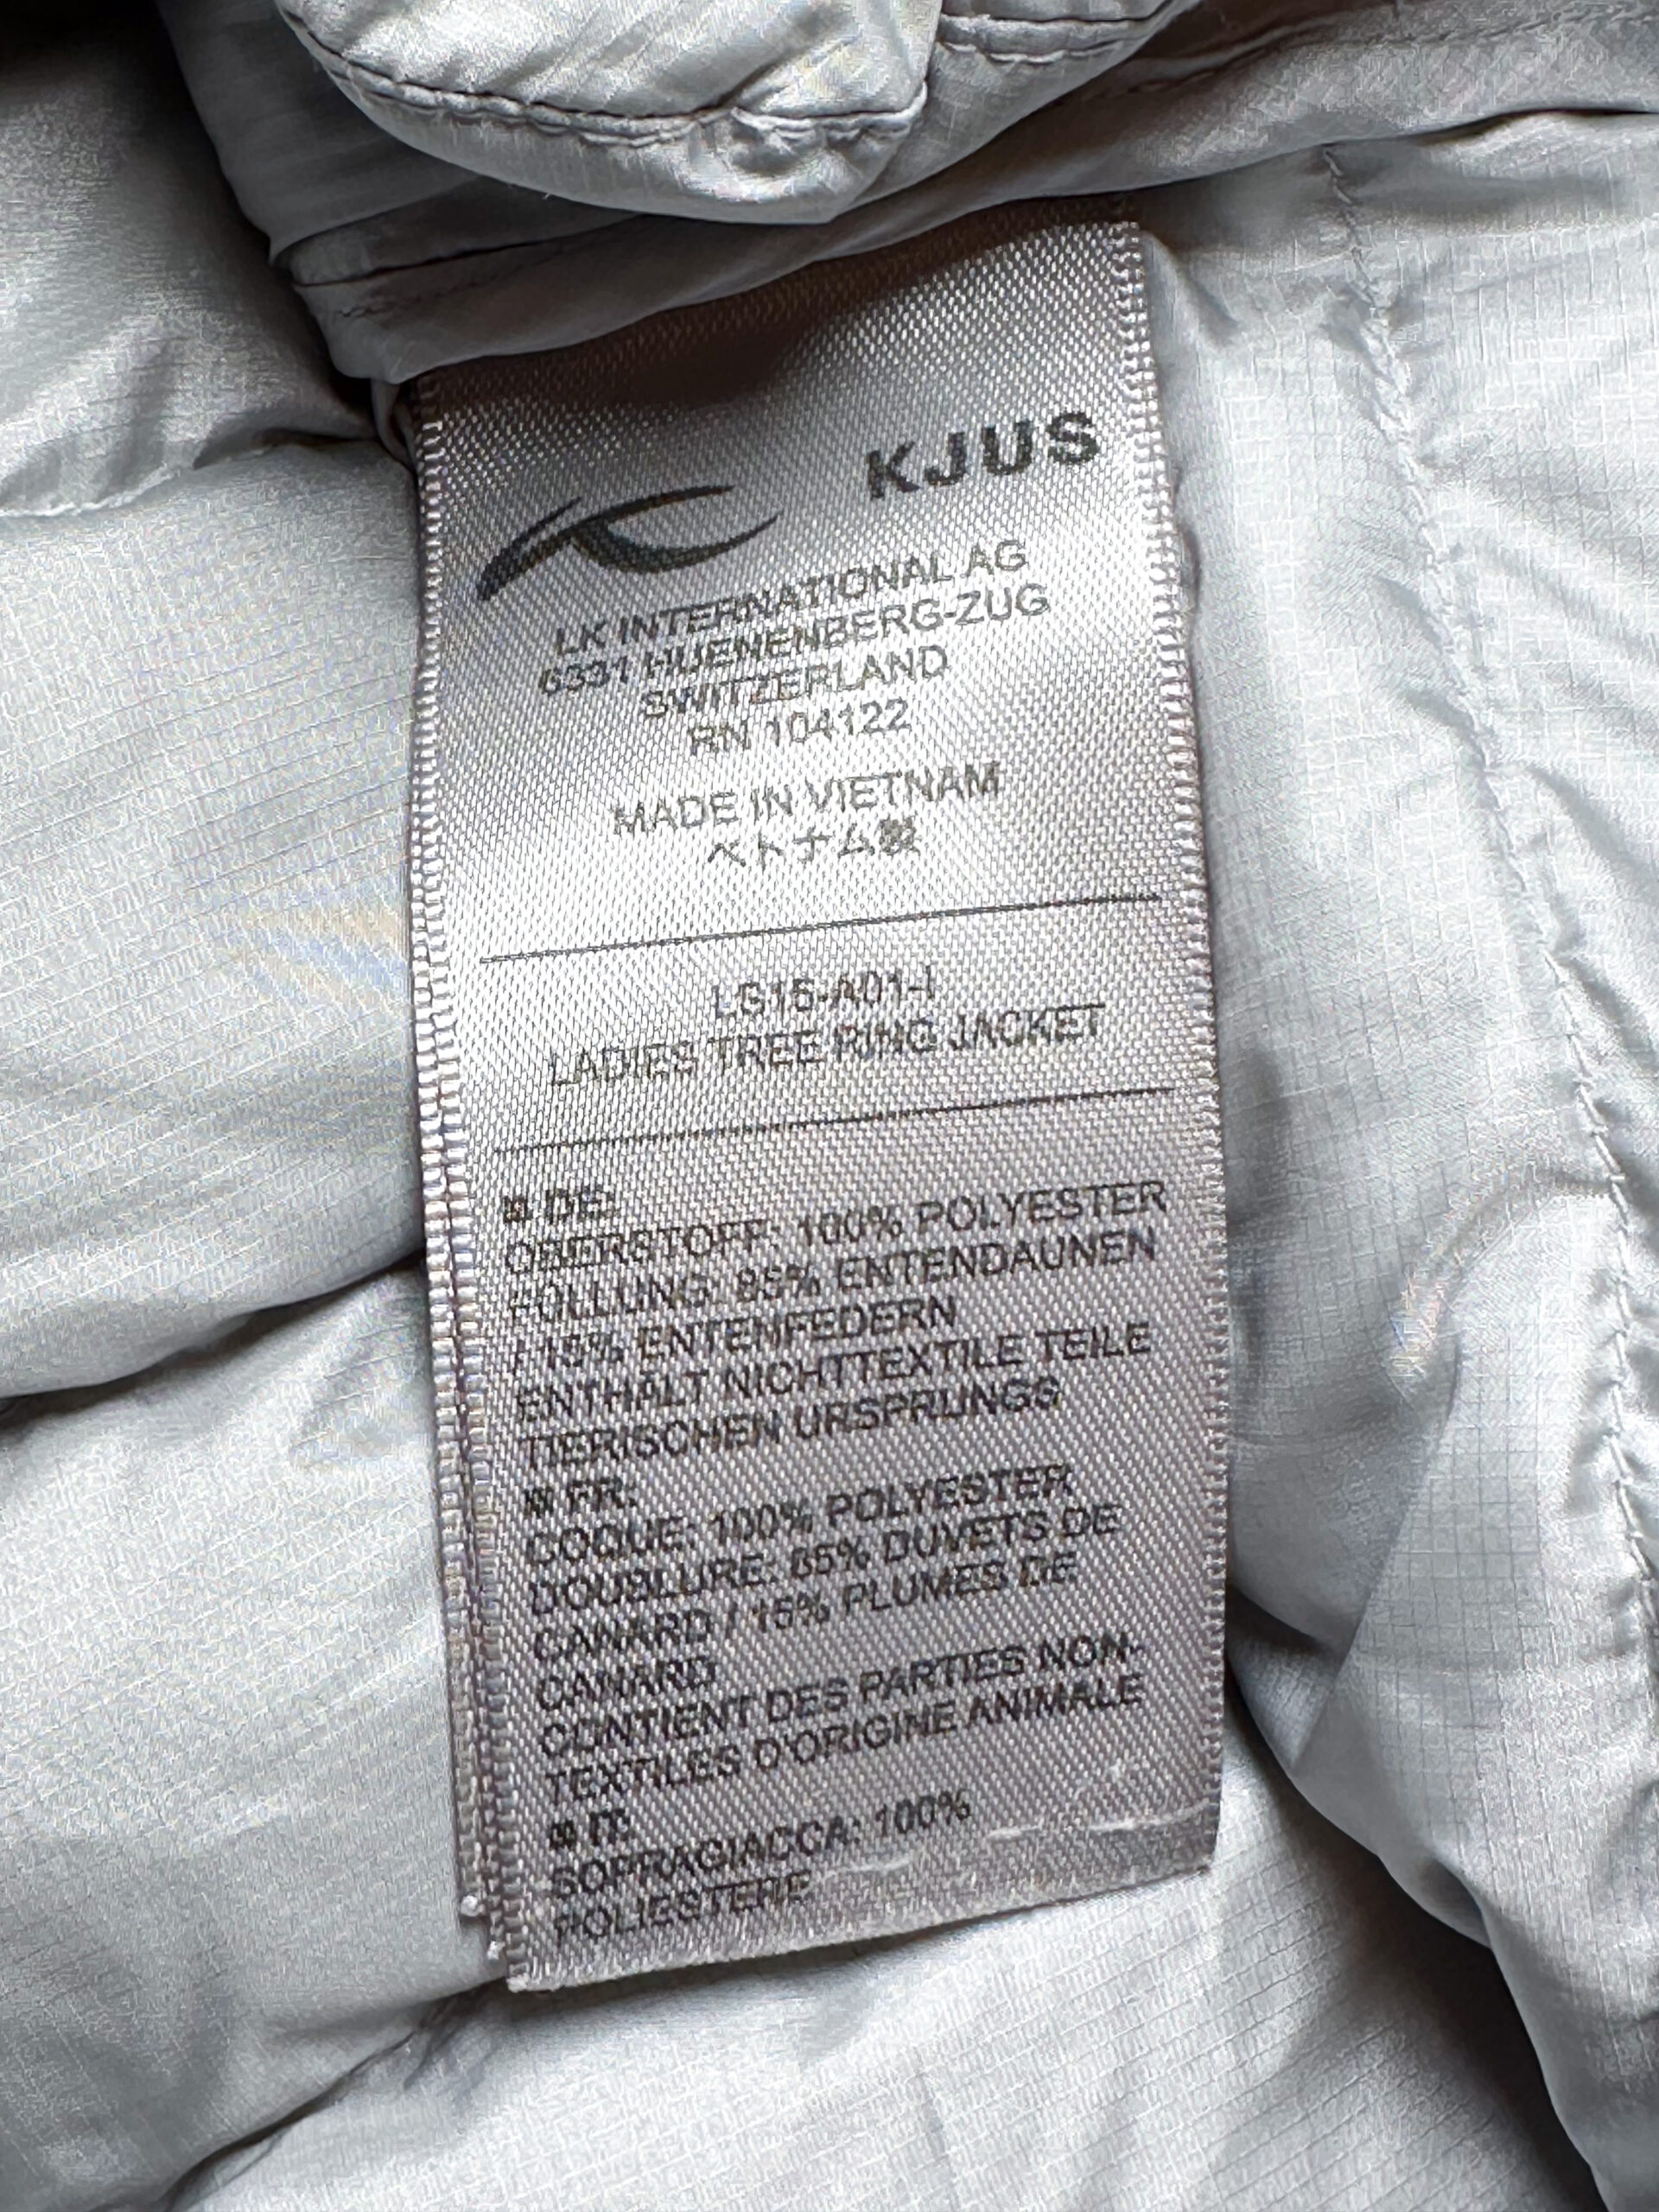 KJUS
LK INTERNATIONAL AG
6331 HUENENBERG-ZUG
SWITZERLAND
RN 104122
MADE IN VIETNAM
ベトナム製
LG15-A01-I
LADIES TREE RING JACKET
DE:
OBERSTOFF: 100% POLYESTER
FÜLLUNG: 85% ENTENDAUNEN
/ 15% ENTENFEDERN
ENTHÄLT NICHTTEXTILE TEILE
TIERISCHEN URSPRUNGS
FR:
COQUE: 100% POLYESTER
DOUBLURE: 85% DUVETS DE
CANARD / 15% PLUMES DE
CANARD
CONTIENT DES PARTIES NON-
TEXTILES D'ORIGINE ANIMALE
IT:
SOPRAGIACCA: 100%
POLIESTERE